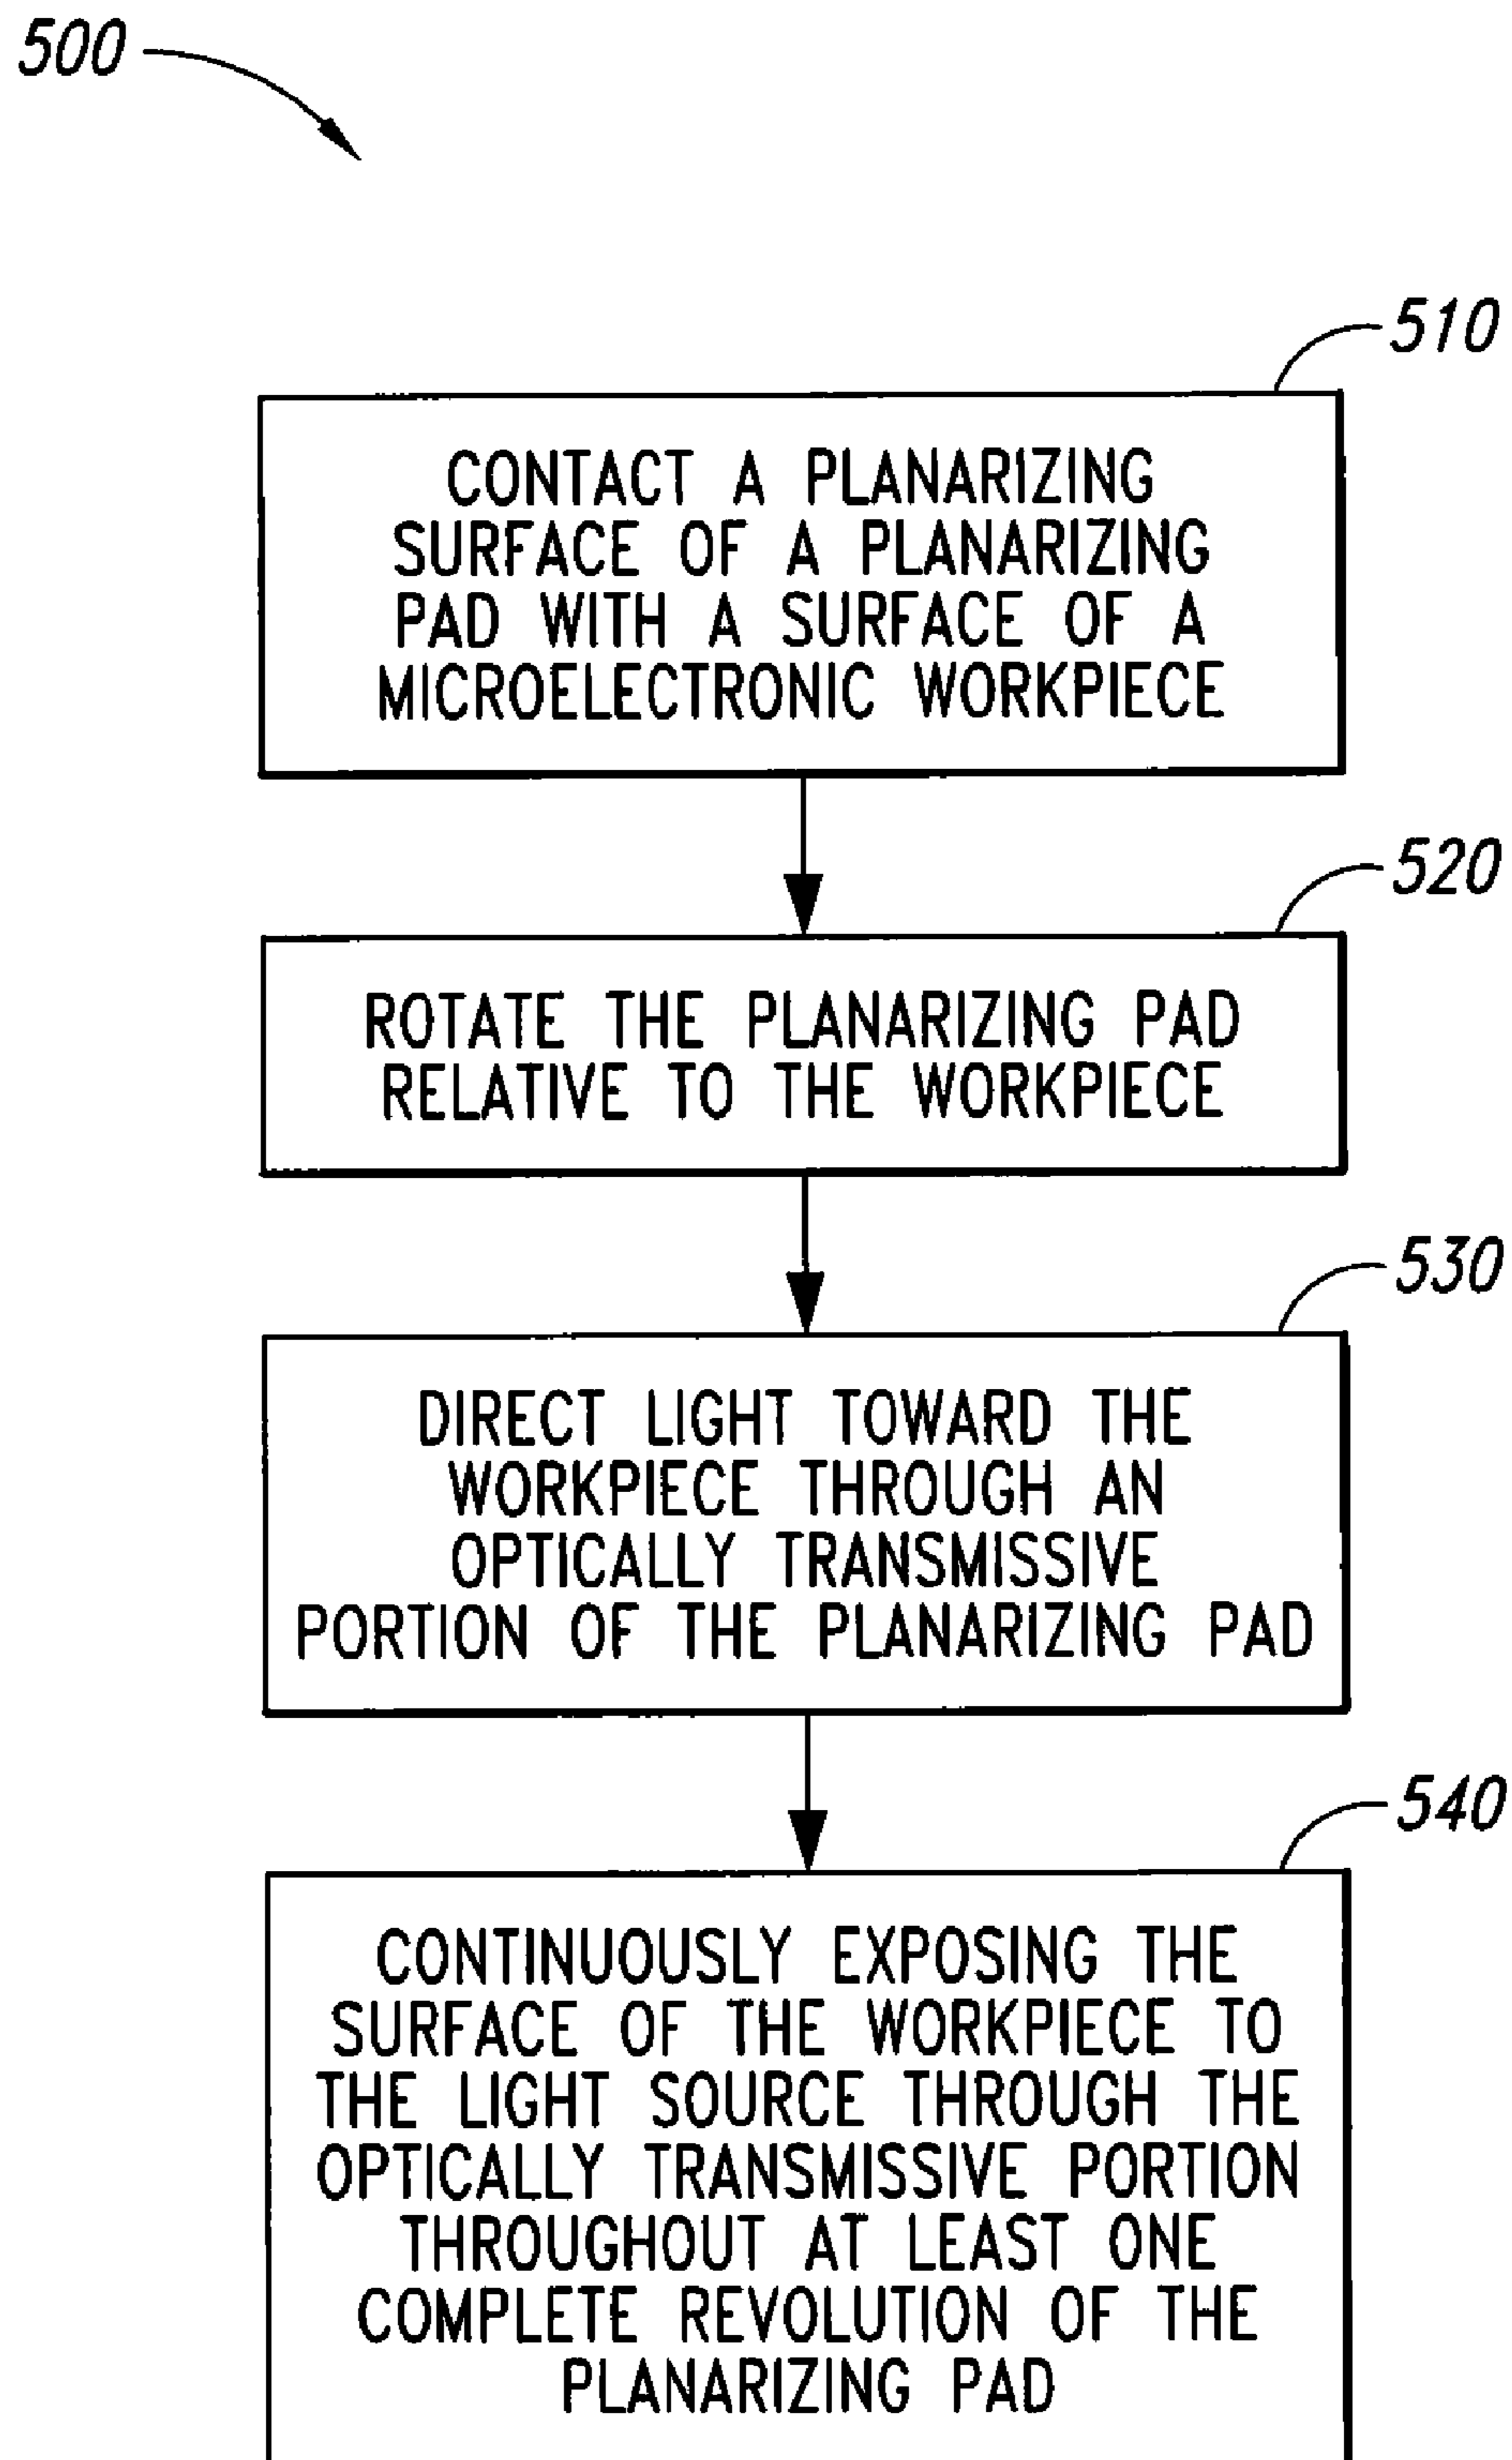 500
510
CONTACT A PLANARIZING
SURFACE OF A PLANARIZING
PAD WITH A SURFACE OF A
MICROELECTRONIC WORKPIECE
520
ROTATE THE PLANARIZING PAD
RELATIVE TO THE WORKPIECE
530
DIRECT LIGHT TOWARD THE
WORKPIECE THROUGH AN
OPTICALLY TRANSMISSIVE
PORTION OF THE PLANARIZING PAD
540
CONTINUOUSLY EXPOSING THE
SURFACE OF THE WORKPIECE TO
THE LIGHT SOURCE THROUGH THE
OPTICALLY TRANSMISSIVE PORTION
THROUGHOUT AT LEAST ONE
COMPLETE REVOLUTION OF THE
PLANARIZING PAD